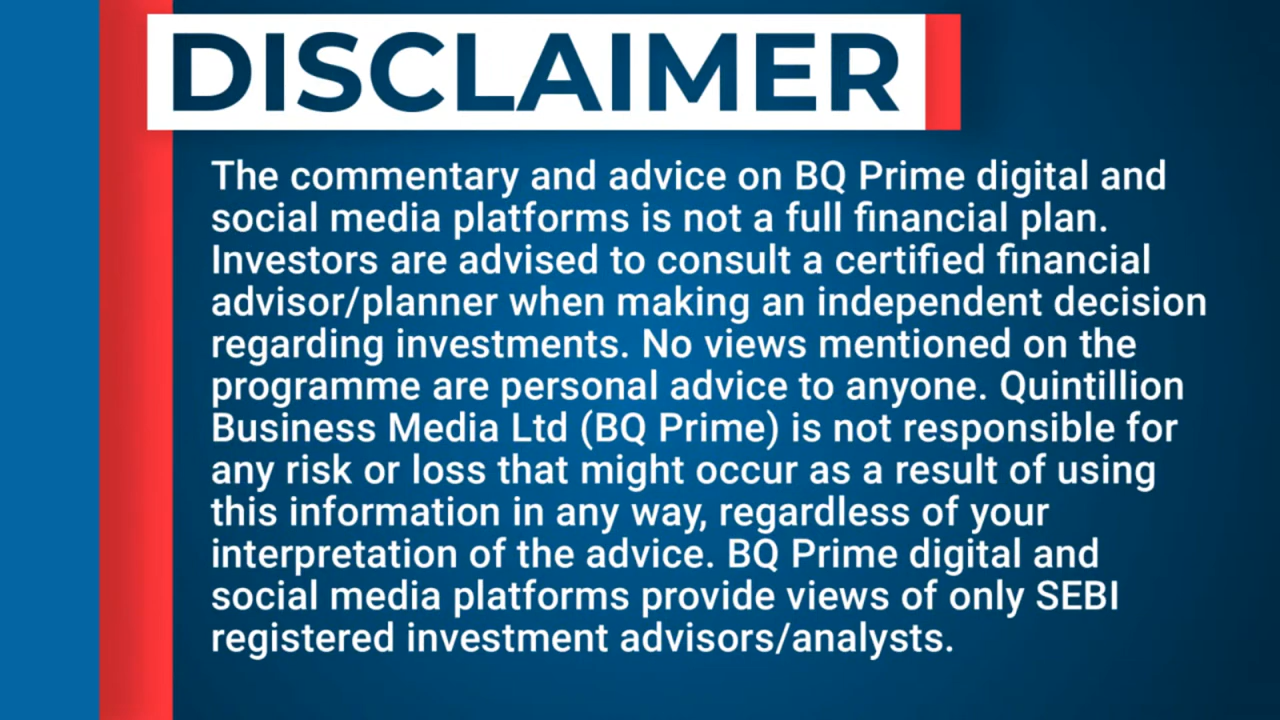 DISCLAIMER
The commentary and advice on BQ Prime digital and
social media platforms is not a full financial plan.
Investors are advised to consult a certified financial
advisor/planner when making an independent decision
regarding investments. No views mentioned on the
programme are personal advice to anyone. Quintillion
Business Media Ltd (BQ Prime) is not responsible for
any risk or loss that might occur as a result of using
this information in any way, regardless of your
interpretation of the advice. BQ Prime digital and
social media platforms provide views of only SEBI
registered investment advisors/analysts.